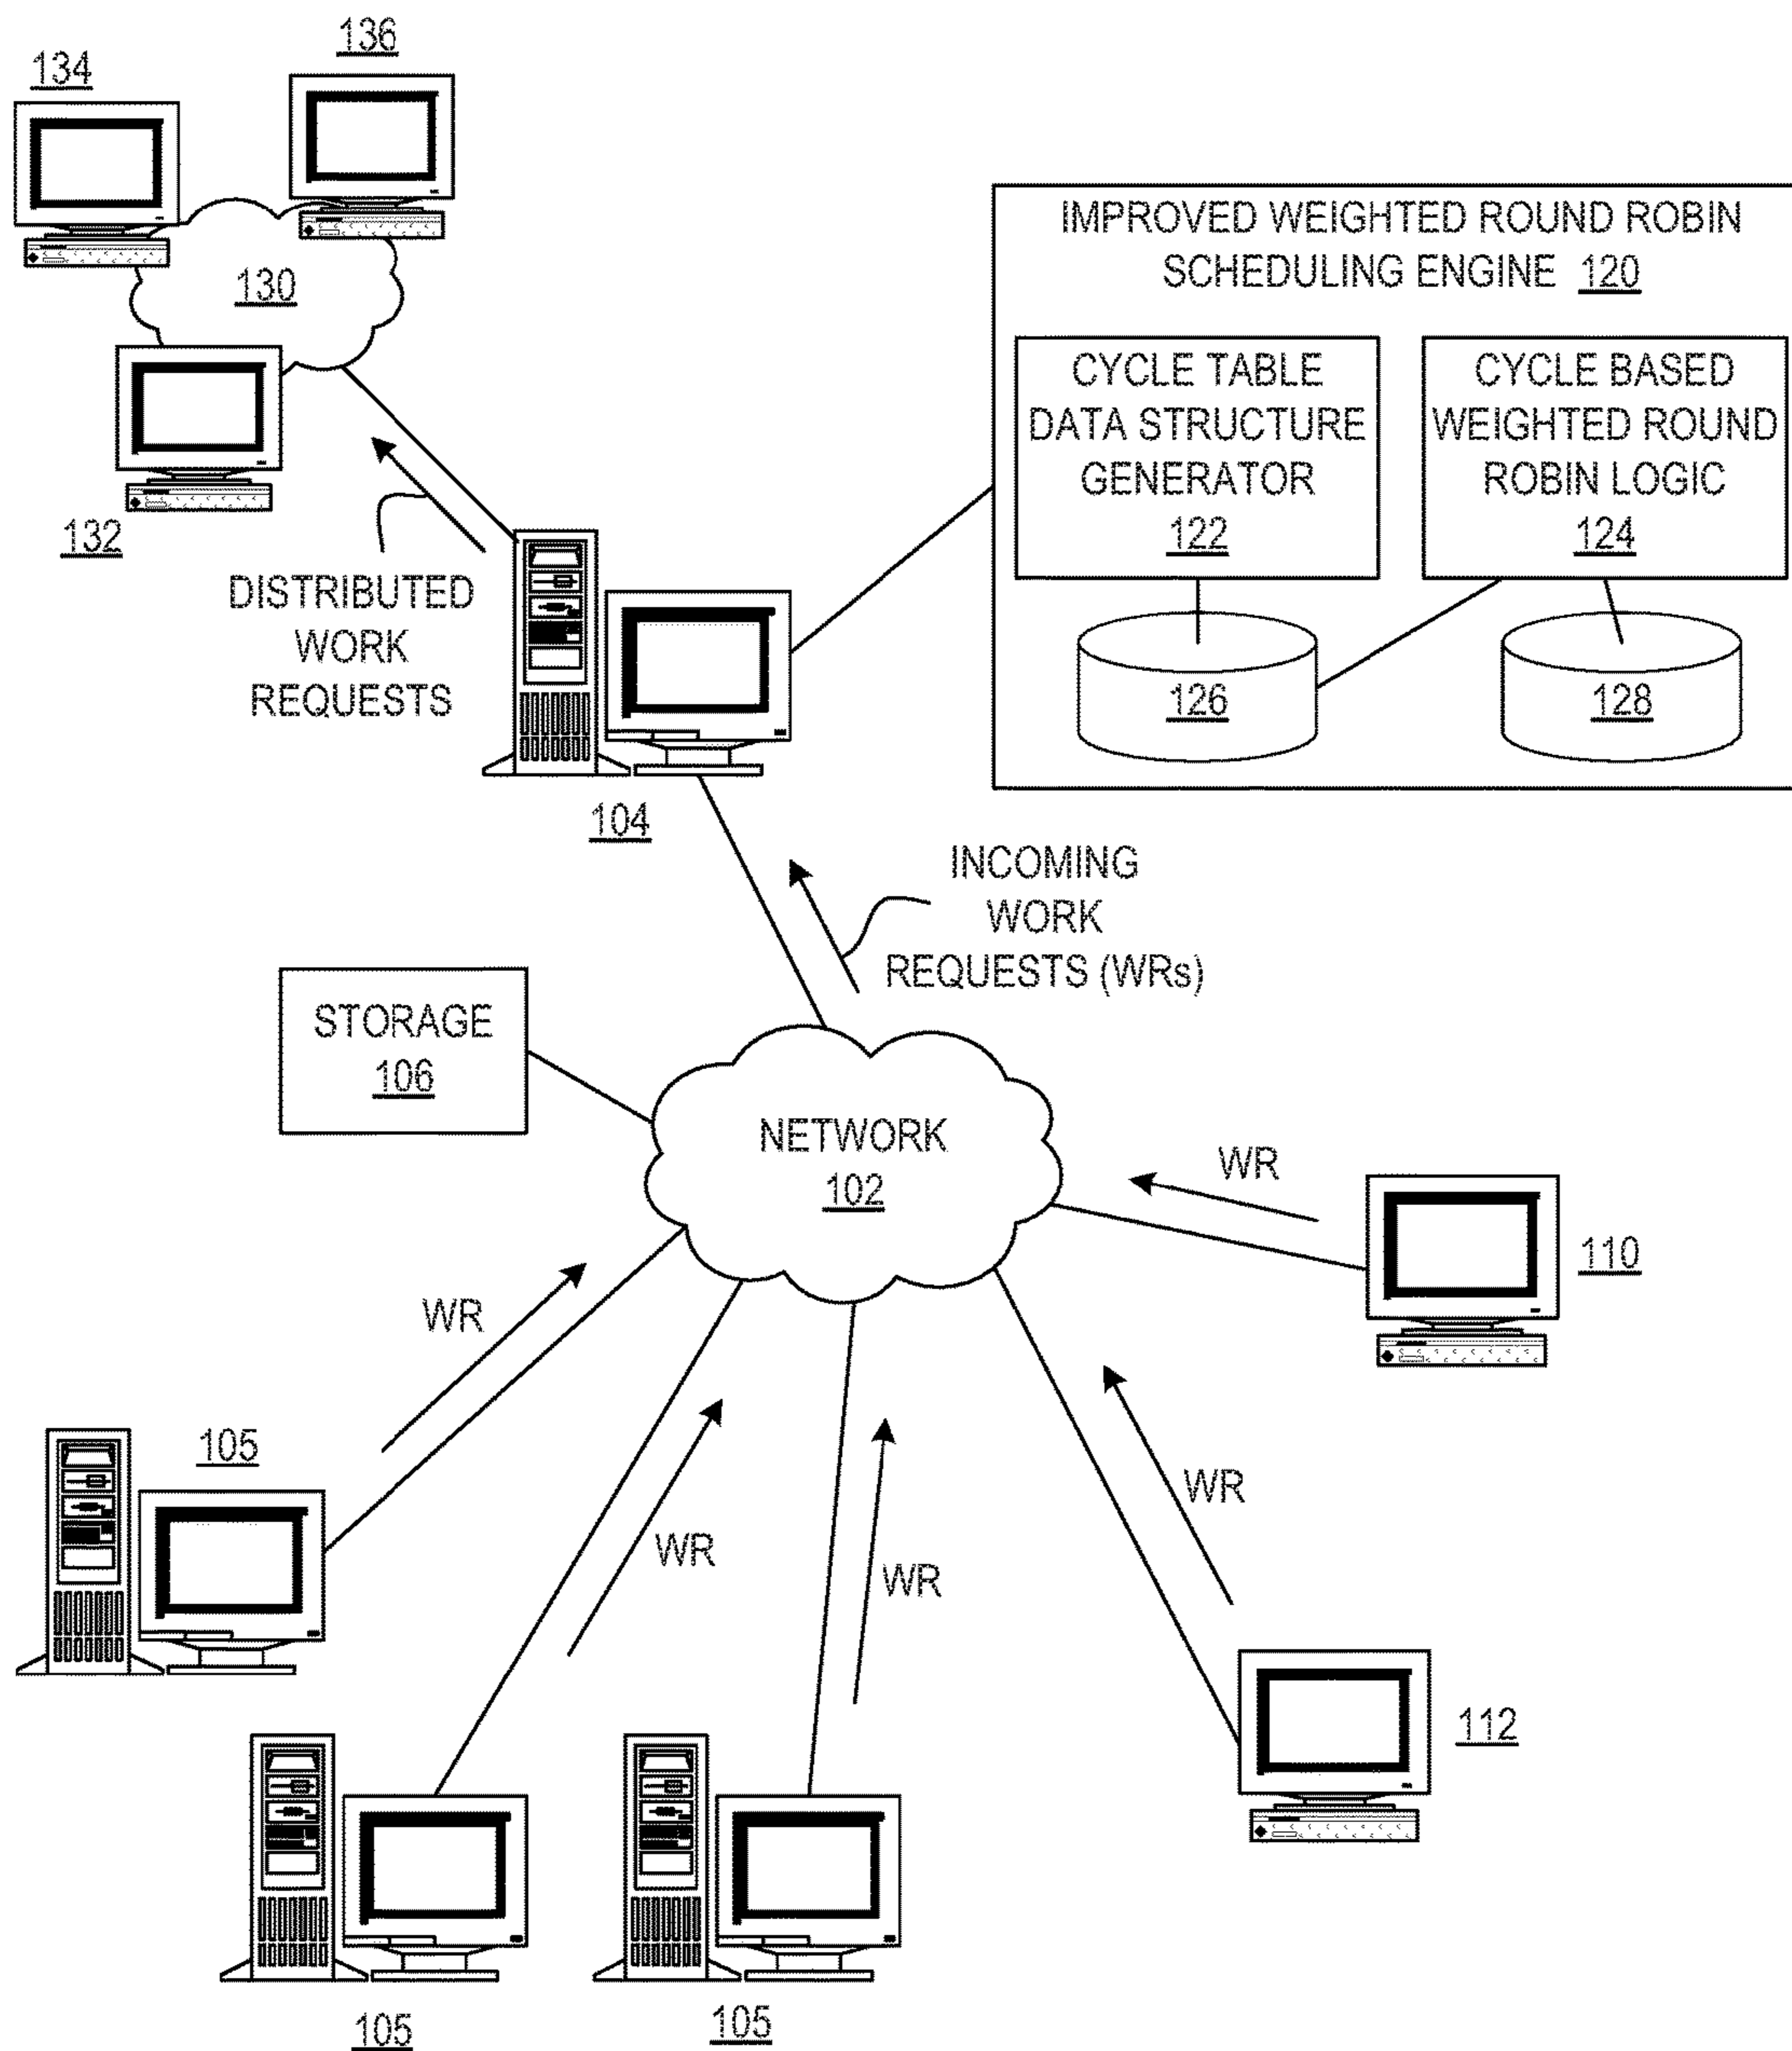 136
134
130
132
DISTRIBUTED
WORK
REQUESTS
104
IMPROVED WEIGHTED ROUND ROBIN
SCHEDULING ENGINE 120
CYCLE TABLE
DATA STRUCTURE
GENERATOR
122
CYCLE BASED
WEIGHTED ROUND
ROBIN LOGIC
124
126
128
INCOMING
WORK
REQUESTS (WRs)
STORAGE
106
NETWORK
102
WR
110
WR
105
WR
112
WR
WR
105
105